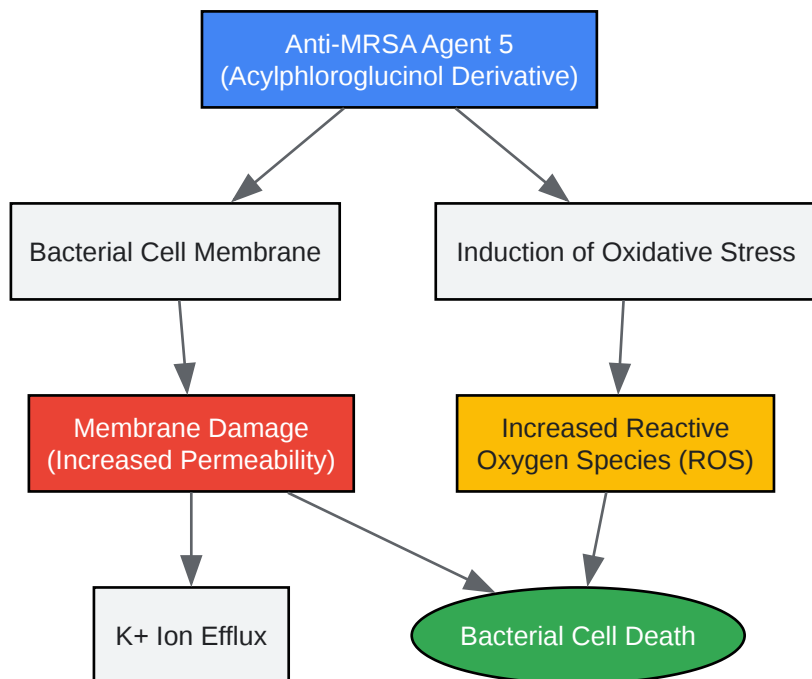 Anti-MRSA Agent 5
(Acylphloroglucinol Derivative)
Bacterial Cell Membrane
Induction of Oxidative Stress
Membrane Damage
(Increased Permeability)
Increased Reactive
Oxygen Species (ROS)
K+ Ion Efflux
Bacterial Cell Death